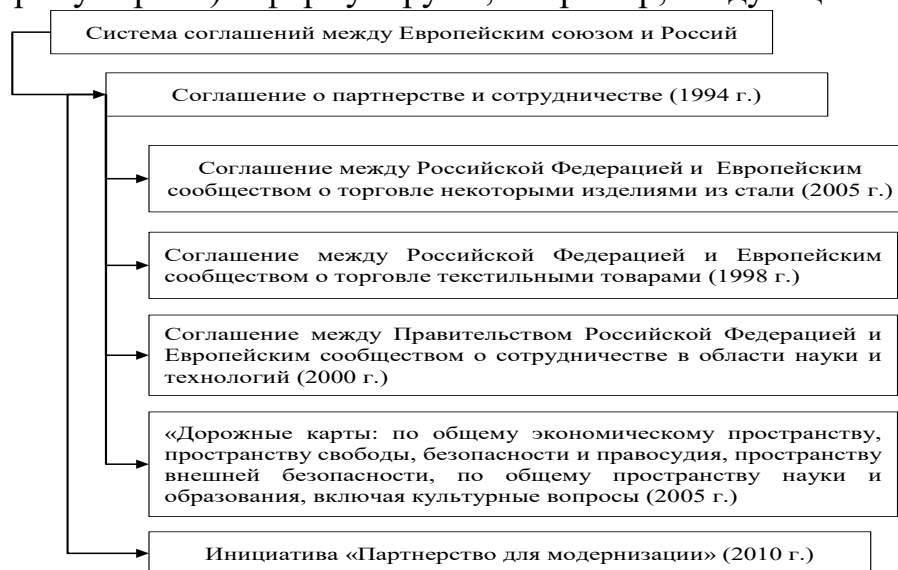 Система соглашений между Европейским союзом и Россий
Соглашение о партнерстве и сотрудничестве (1994 г.)
Соглашение между Российской Федерацией и Европейским
сообществом о торговле некоторыми изделиями из стали (2005 г.)
Соглашение между Российской Федерацией и Европейским
сообществом о торговле текстильными товарами (1998 г.)
Соглашение между Правительством Российской Федерацией и
Европейским сообществом о сотрудничестве в области науки и
технологий (2000 г.)
«Дорожные карты: по общему экономическому пространству,
пространству свободы, безопасности и правосудия, пространству
внешней безопасности, по общему пространству науки и
образования, включая культурные вопросы (2005 г.)
Инициатива «Партнерство для модернизации» (2010 г.)